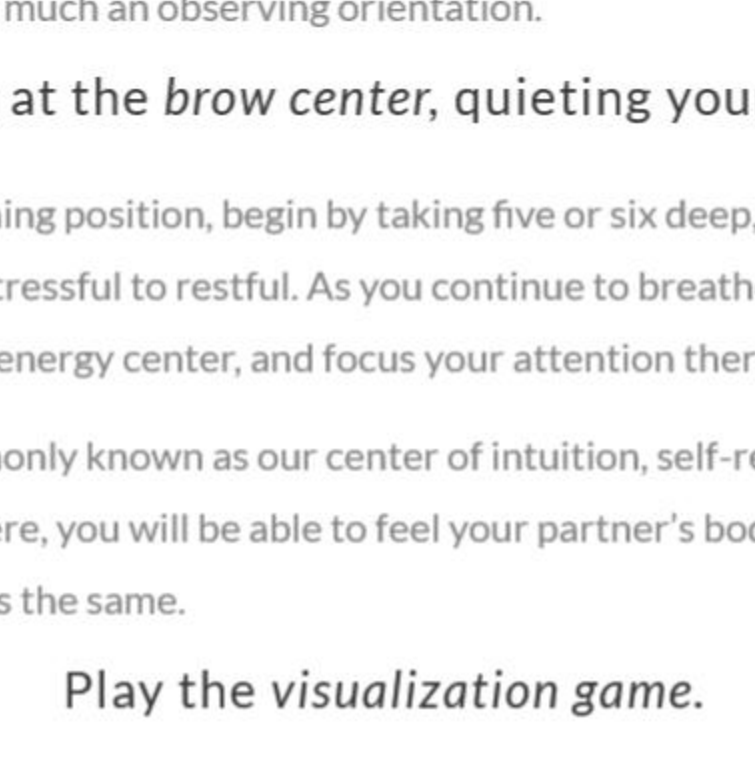 much an observing orientation.
at the brow center, quieting you
ing position, begin by taking five or six deep,
ressful to restful. As you continue to breath
energy center, and focus your attention ther
only known as our center of intuition, self-re
re, you will be able to feel your partner’s bod
s the same.
Play the visualization game.